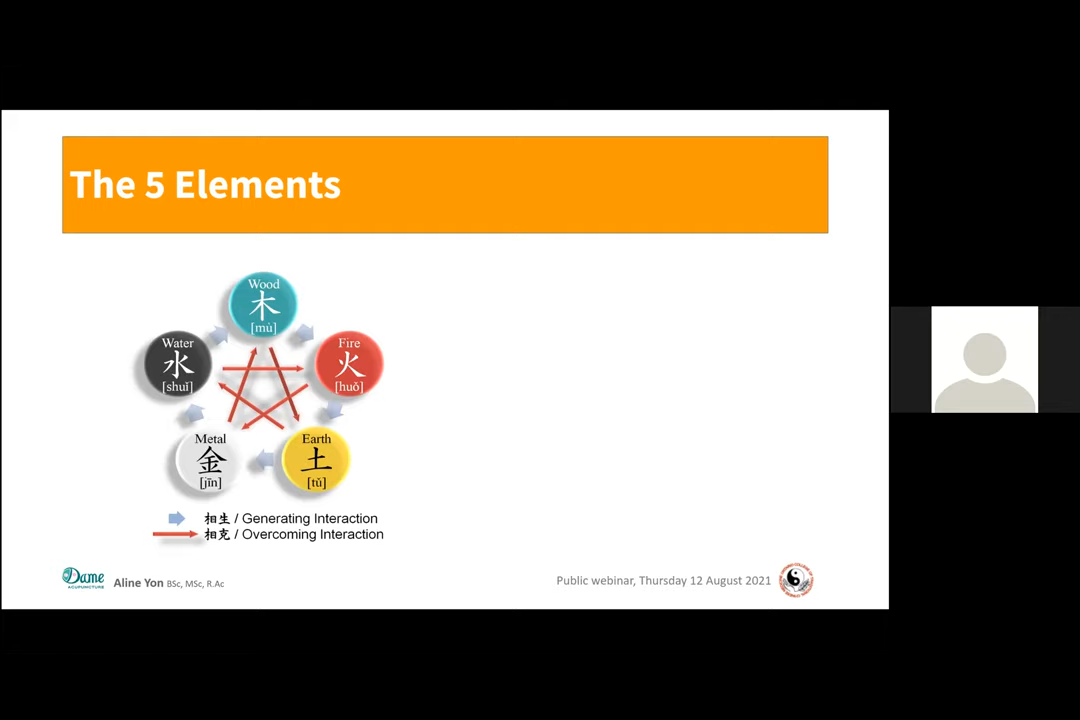 The 5 Elements
Wood
木
[mù]
Water
水
[shuǐ]
Fire
火
[huǒ]
Metal
金
[jīn]
Earth
土
[tǔ]
相生 / Generating Interaction
相克 / Overcoming Interaction
Dame
ACUPUNCTURE
Aline Yon BSc, MSc, R.Ac
Public webinar, Thursday 12 August 2021